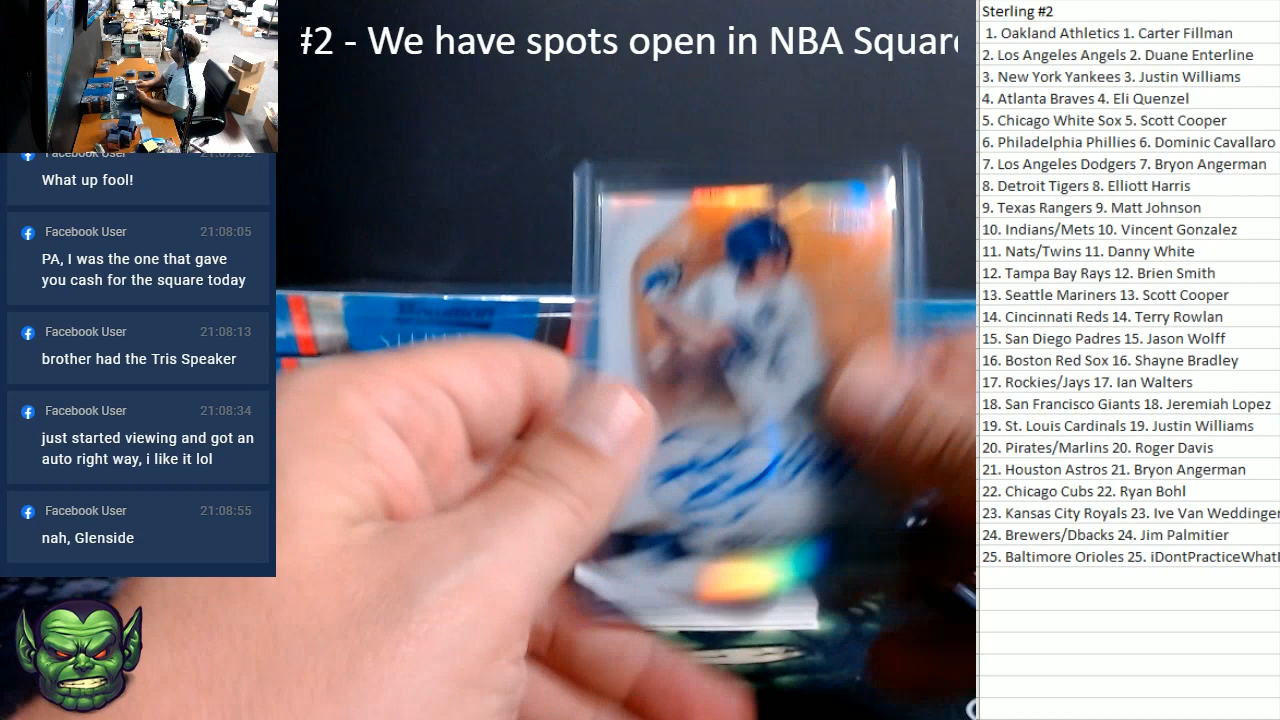 #2 - We have spots open in NBA Squar
Facebook User 21:07:52
What up fool!
Facebook User 21:08:05
PA, I was the one that gave
you cash for the square today
Facebook User 21:08:13
brother had the Tris Speaker
Facebook User 21:08:34
just started viewing and got an
auto right way, i like it lol
Facebook User 21:08:55
nah, Glenside
Bowman
Sterling #2
1. Oakland Athletics 1. Carter Fillman
2. Los Angeles Angels 2. Duane Enterline
3. New York Yankees 3. Justin Williams
4. Atlanta Braves 4. Eli Quenzel
5. Chicago White Sox 5. Scott Cooper
6. Philadelphia Phillies 6. Dominic Cavallaro
7. Los Angeles Dodgers 7. Bryon Angerman
8. Detroit Tigers 8. Elliott Harris
9. Texas Rangers 9. Matt Johnson
10. Indians/Mets 10. Vincent Gonzalez
11. Nats/Twins 11. Danny White
12. Tampa Bay Rays 12. Brien Smith
13. Seattle Mariners 13. Scott Cooper
14. Cincinnati Reds 14. Terry Rowlan
15. San Diego Padres 15. Jason Wolff
16. Boston Red Sox 16. Shayne Bradley
17. Rockies/Jays 17. Ian Walters
18. San Francisco Giants 18. Jeremiah Lopez
19. St. Louis Cardinals 19. Justin Williams
20. Pirates/Marlins 20. Roger Davis
21. Houston Astros 21. Bryon Angerman
22. Chicago Cubs 22. Ryan Bohl
23. Kansas City Royals 23. Ive Van Weddinger
24. Brewers/Dbacks 24. Jim Palmitier
25. Baltimore Orioles 25. iDontPracticeWhatI